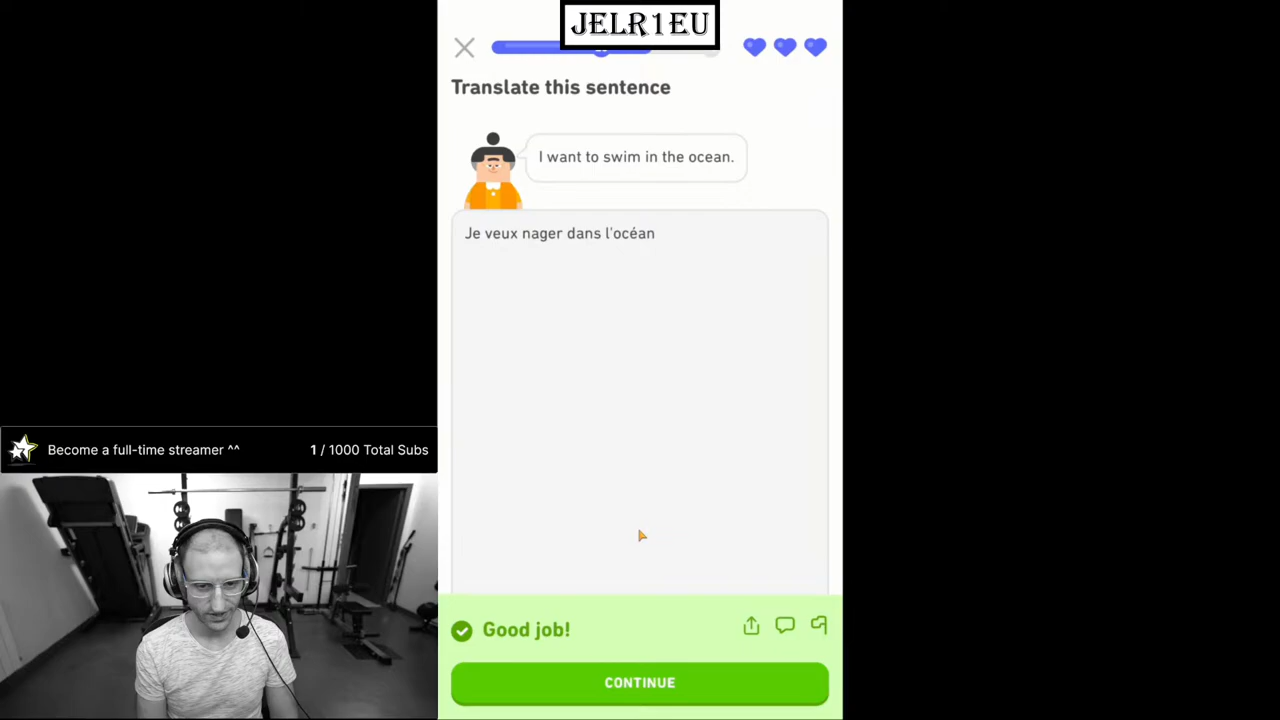 JELR1EU
Translate this sentence
I want to swim in the ocean.
Je veux nager dans l'océan
Become a full-time streamer ^^ 1 / 1000 Total Subs
Good job!
CONTINUE